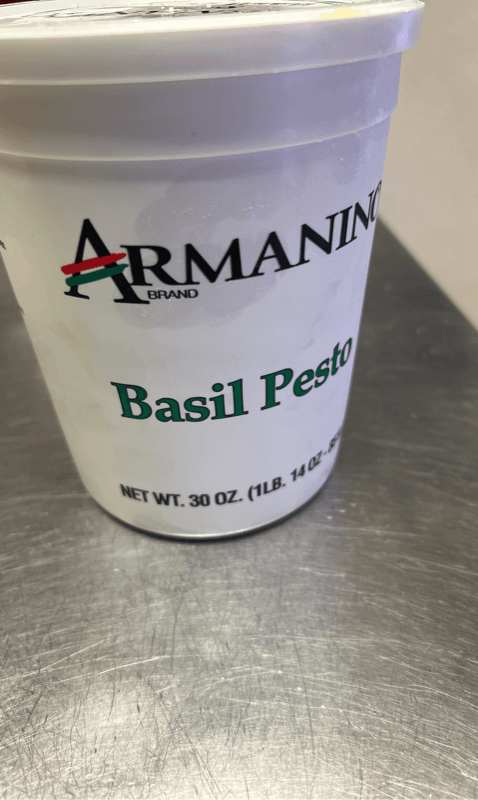 ARMANINO
BRAND
Basil Pesto
NET WT. 30 OZ. (1LB. 14 OZ.